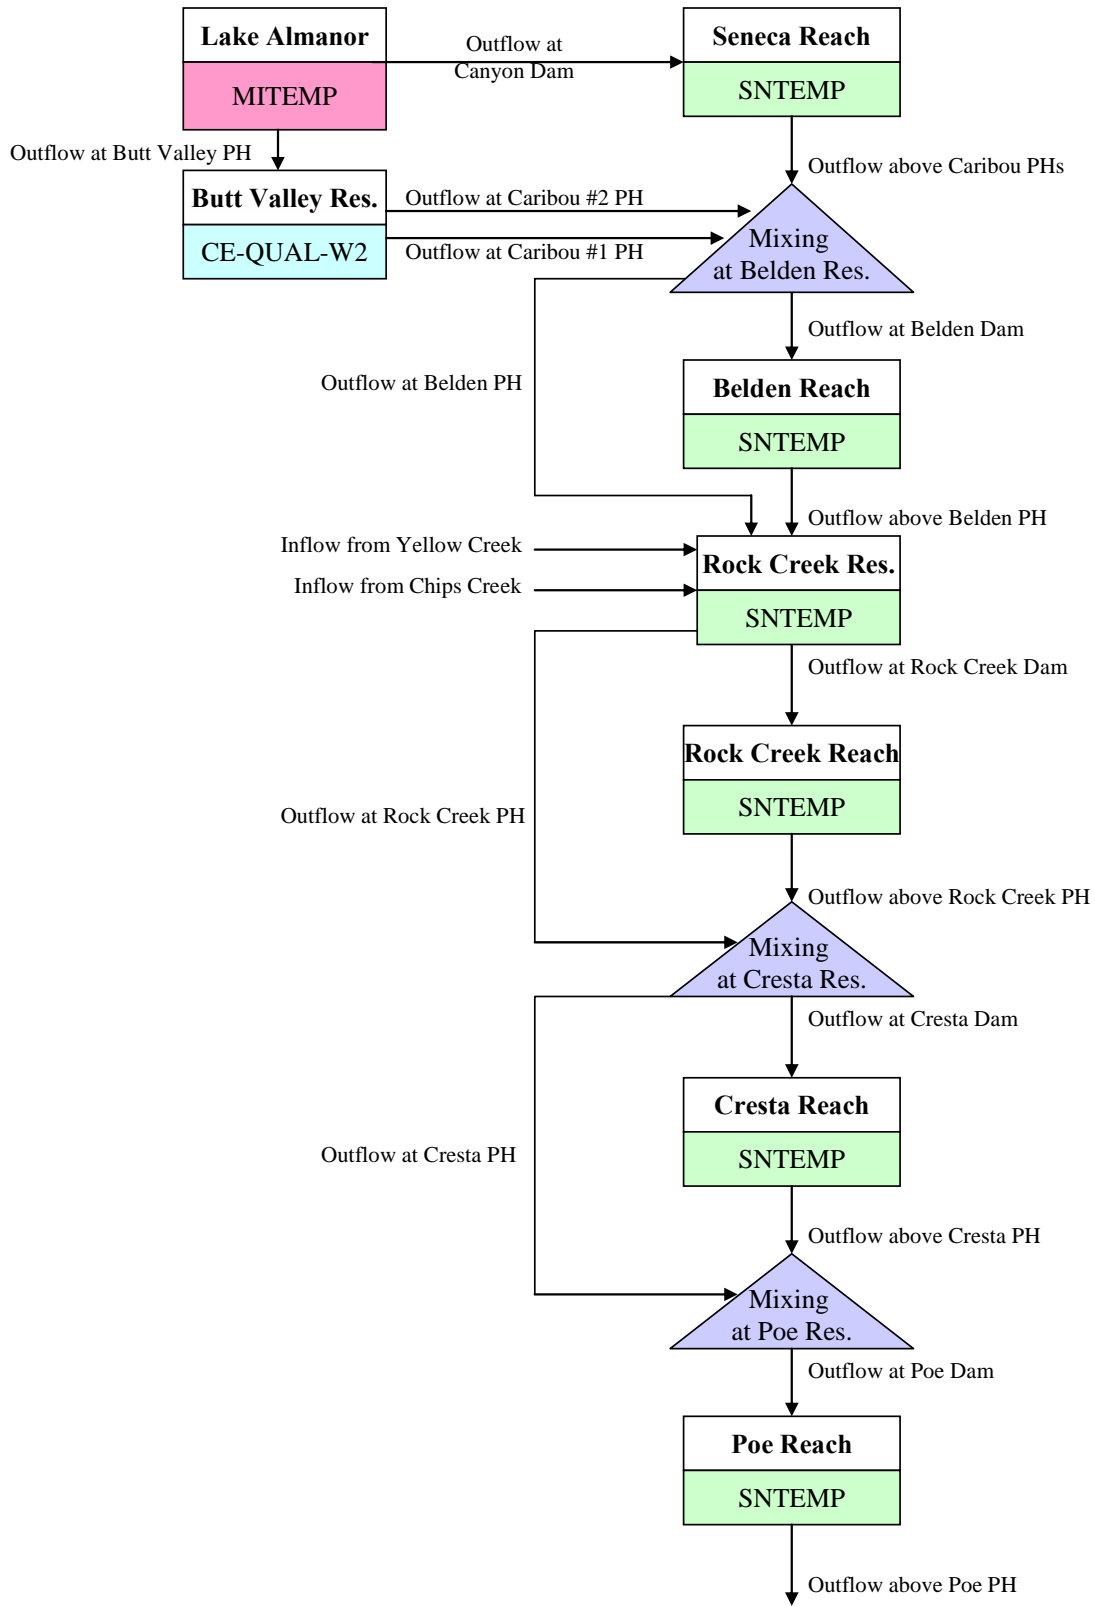 Lake Almanor
MITEMP
Outflow at
Canyon Dam
Seneca Reach
SNTEMP
Outflow at Butt Valley PH
Outflow above Caribou PHs
Butt Valley Res.
CE-QUAL-W2
Outflow at Caribou #2 PH
Outflow at Caribou #1 PH
Mixing
at Belden Res.
Outflow at Belden Dam
Outflow at Belden PH
Belden Reach
SNTEMP
Outflow above Belden PH
Inflow from Yellow Creek
Inflow from Chips Creek
Rock Creek Res.
SNTEMP
Outflow at Rock Creek Dam
Rock Creek Reach
SNTEMP
Outflow at Rock Creek PH
Outflow above Rock Creek PH
Mixing
at Cresta Res.
Outflow at Cresta Dam
Cresta Reach
SNTEMP
Outflow at Cresta PH
Outflow above Cresta PH
Mixing
at Poe Res.
Outflow at Poe Dam
Poe Reach
SNTEMP
Outflow above Poe PH